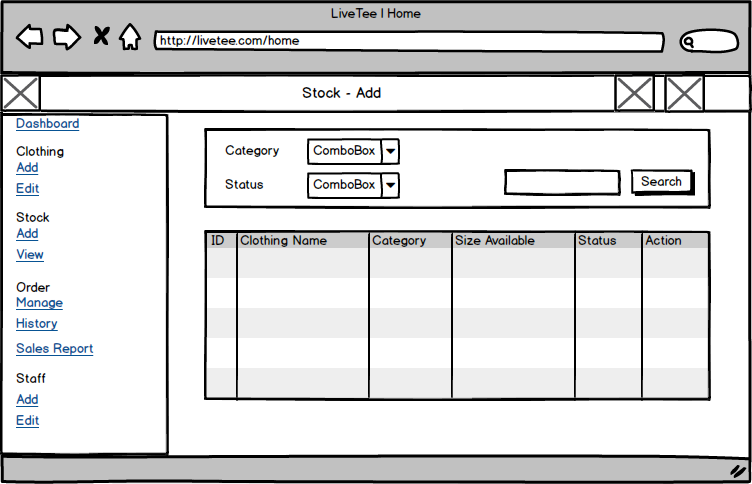 LiveTee | Home
http://livetee.com/home
Stock - Add
Dashboard
Clothing
Add
Edit
Stock
Add
View
Order
Manage
History
Sales Report
Staff
Add
Edit
Category ComboBox
Status ComboBox
Search
ID Clothing Name Category Size Available Status Action